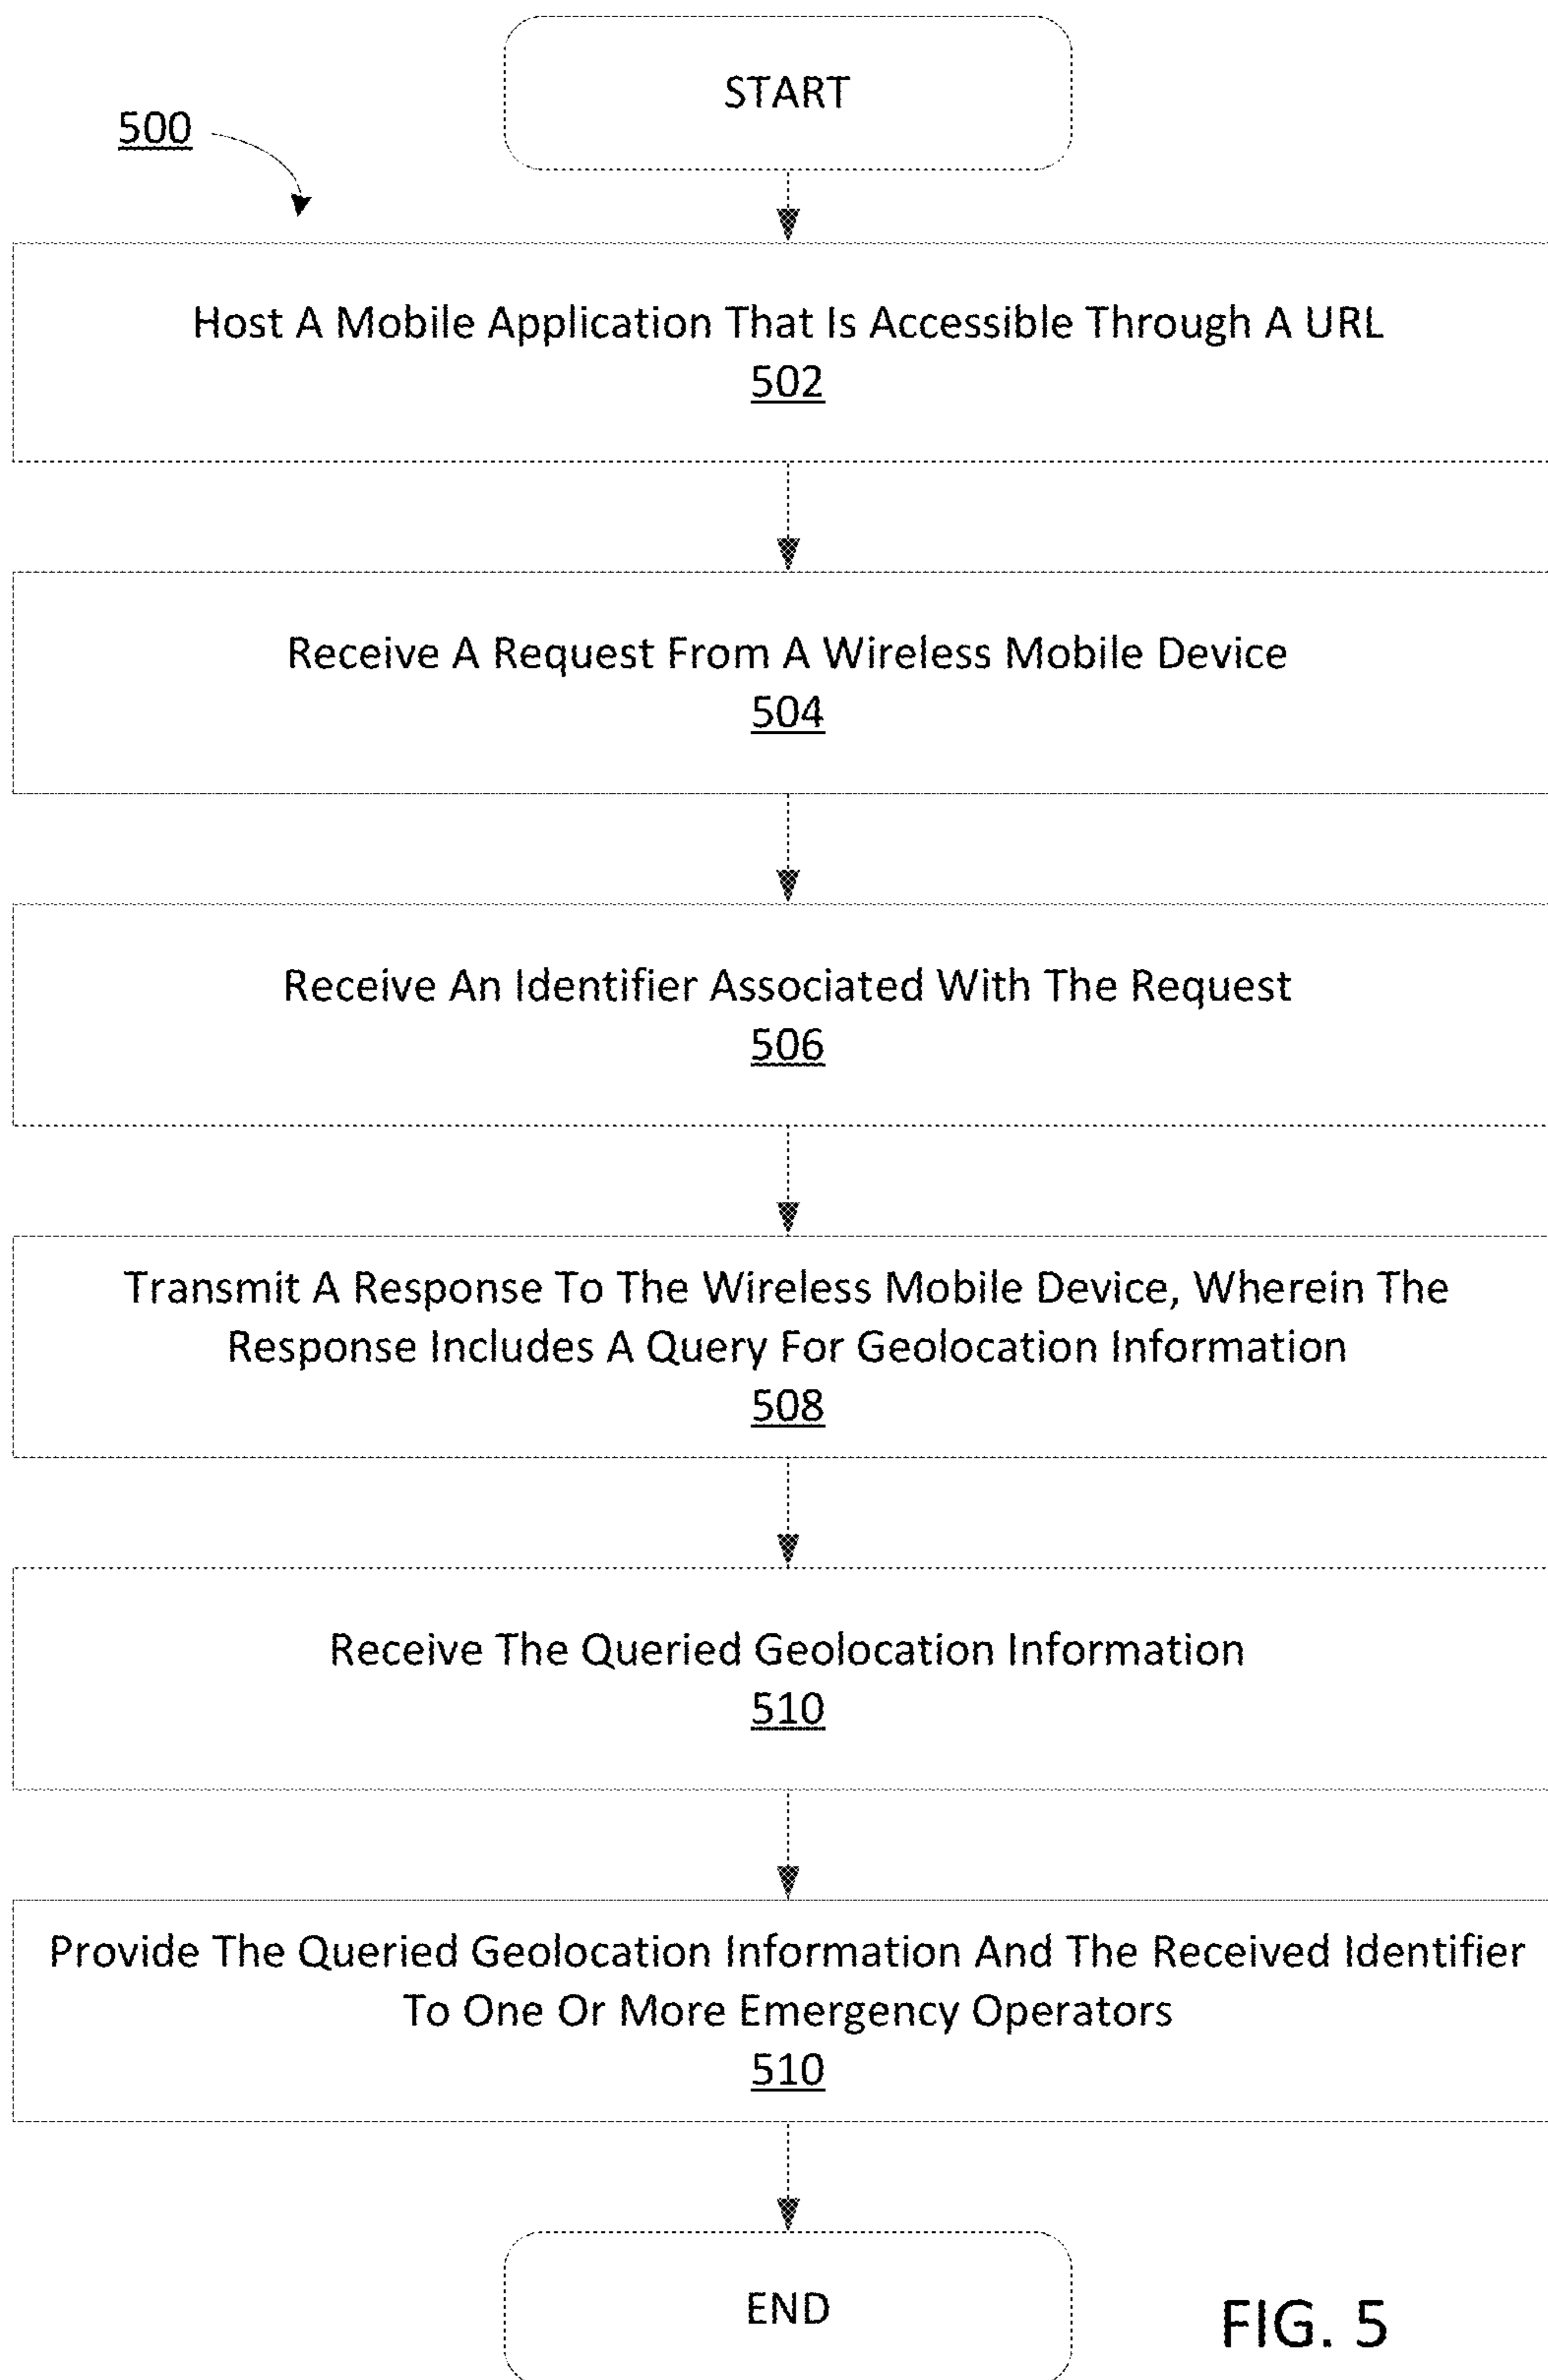 START
500
Host A Mobile Application That Is Accessible Through A URL
502
Receive A Request From A Wireless Mobile Device
504
Receive An Identifier Associated With The Request
506
Transmit A Response To The Wireless Mobile Device, Wherein The
Response Includes A Query For Geolocation Information
508
Receive The Queried Geolocation Information
510
Provide The Queried Geolocation Information And The Received Identifier
To One Or More Emergency Operators
510
END
FIG. 5